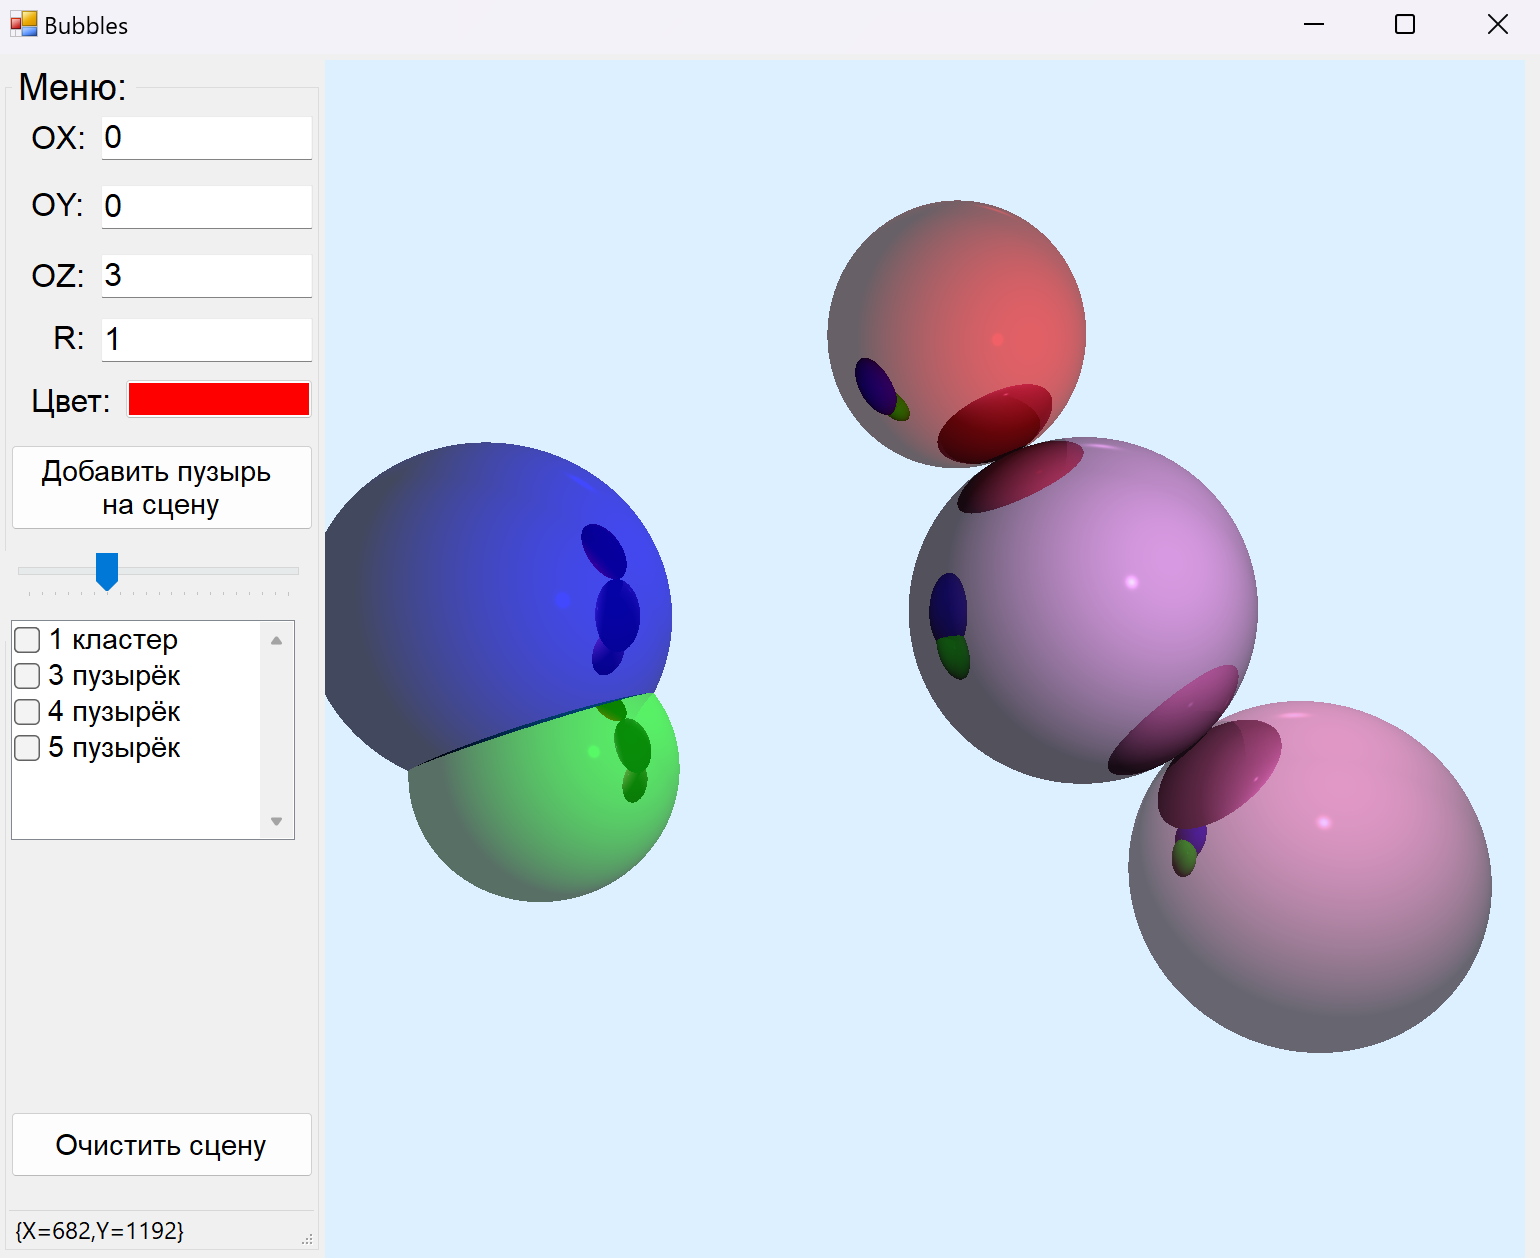 Bubbles
Меню:
OX: 0
OY: 0
OZ: 3
R: 1
Цвет:
Добавить пузырь
на сцену
1 кластер
3 пузырёк
4 пузырёк
5 пузырёк
Очистить сцену
{X=682,Y=1192}